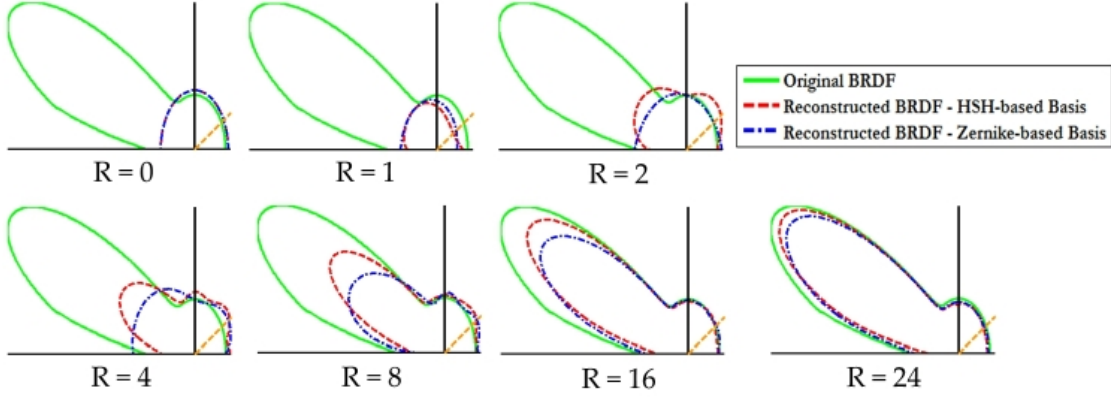 R = 0
R = 1
R = 2
Original BRDF
Reconstructed BRDF - HSH-based Basis
Reconstructed BRDF - Zernike-based Basis
R = 4
R = 8
R = 16
R = 24